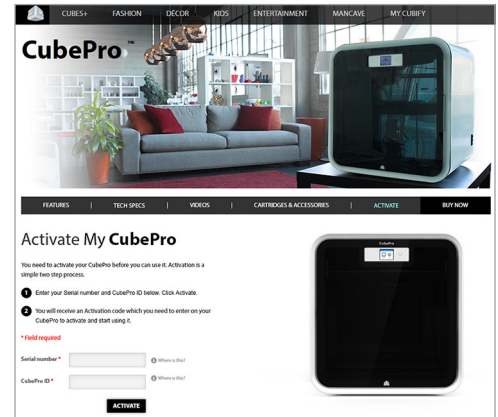 CUBES+ FASHION DÉCOR KIDS ENTERTAINMENT MANCAVE MY CUBIFY
CubePro™
FEATURES | TECH SPECS | VIDEOS | CARTRIDGES & ACCESSORIES | ACTIVATE BUY NOW
Activate My CubePro
You need to activate your CubePro before you can use it. Activation is a
simple two step process.
1 Enter your Serial number and CubePro ID below. Click Activate.
2 You will receive an Activation code which you need to enter on your
CubePro to activate and start using it.
* Field required
Serial number * Where is this?
CubePro ID * Where is this?
ACTIVATE
CubePro